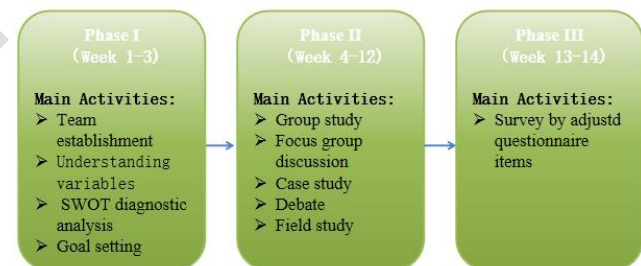 Phase I
(Week 1-3)
Main Activities:
➢ Team
establishment
➢ Understanding
variables
➢ SWOT diagnostic
analysis
➢ Goal setting
Phase II
(Week 4-12)
Main Activities:
➢ Group study
➢ Focus group
discussion
➢ Case study
➢ Debate
➢ Field study
Phase III
(Week 13-14)
Main Activities:
➢ Survey by adjustd
questionnaire
items